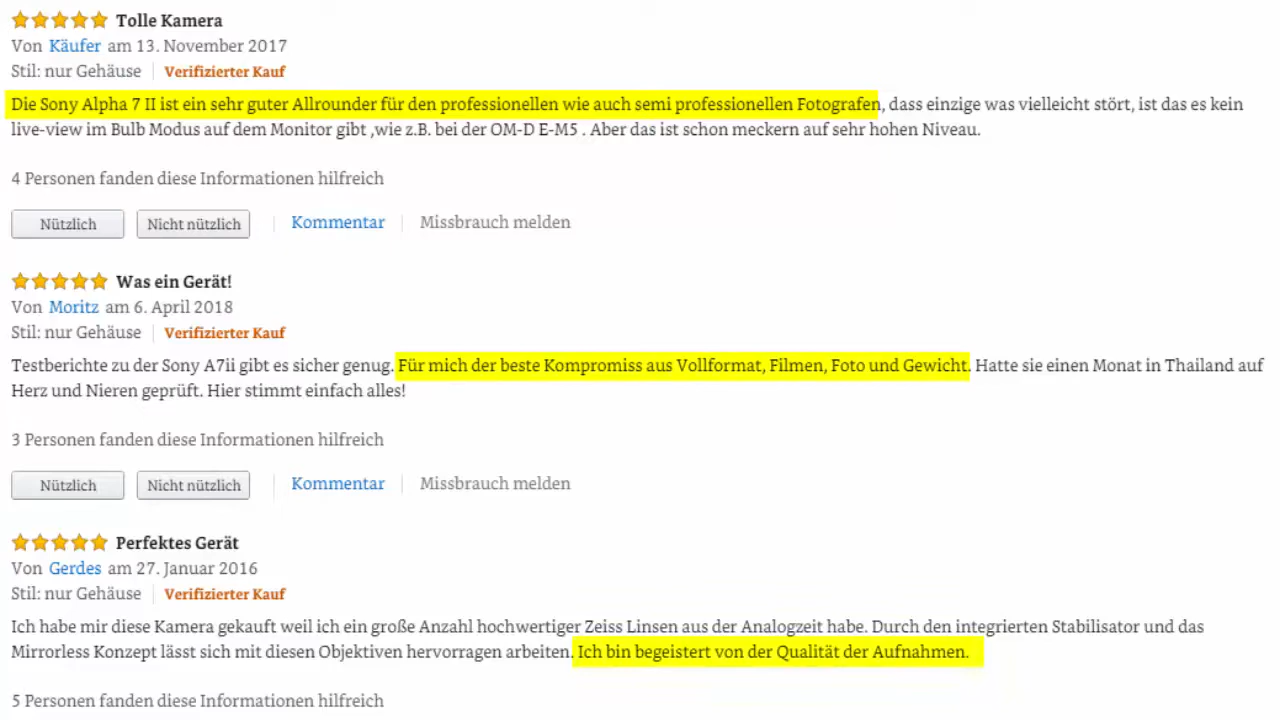 Tolle Kamera
Von Käufer am 13. November 2017
Stil: nur Gehäuse Verifizierter Kauf
Die Sony Alpha 7 II ist ein sehr guter Allrounder für den professionellen wie auch semi professionellen Fotografen, dass einzige was vielleicht stört, ist das es kein
live-view im Bulb Modus auf dem Monitor gibt ,wie z.B. bei der OM-D E-M5 . Aber das ist schon meckern auf sehr hohen Niveau.
4 Personen fanden diese Informationen hilfreich
Nützlich Nicht nützlich Kommentar Missbrauch melden
Was ein Gerät!
Von Moritz am 6. April 2018
Stil: nur Gehäuse Verifizierter Kauf
Testberichte zu der Sony A7ii gibt es sicher genug. Für mich der beste Kompromiss aus Vollformat, Filmen, Foto und Gewicht. Hatte sie einen Monat in Thailand auf
Herz und Nieren geprüft. Hier stimmt einfach alles!
3 Personen fanden diese Informationen hilfreich
Nützlich Nicht nützlich Kommentar Missbrauch melden
Perfektes Gerät
Von Gerdes am 27. Januar 2016
Stil: nur Gehäuse Verifizierter Kauf
Ich habe mir diese Kamera gekauft weil ich ein große Anzahl hochwertiger Zeiss Linsen aus der Analogzeit habe. Durch den integrierten Stabilisator und das
Mirrorless Konzept lässt sich mit diesen Objektiven hervorragen arbeiten. Ich bin begeistert von der Qualität der Aufnahmen.
5 Personen fanden diese Informationen hilfreich